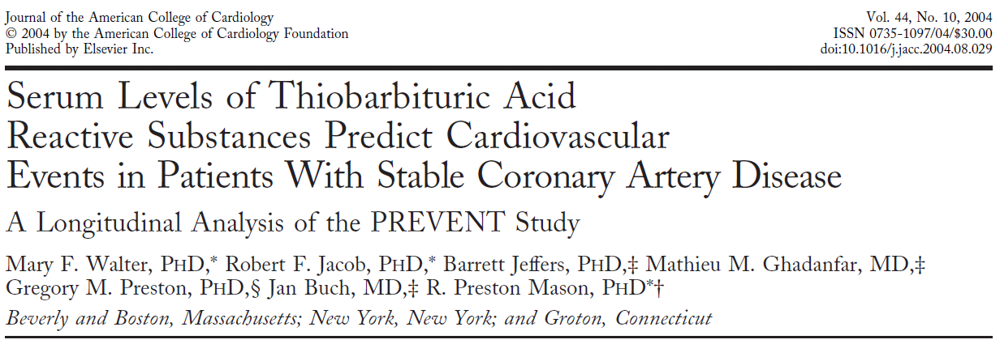 Journal of the American College of Cardiology
© 2004 by the American College of Cardiology Foundation
Published by Elsevier Inc.
Vol. 44, No. 10, 2004
ISSN 0735-1097/04/$30.00
doi:10.1016/j.jacc.2004.08.029
Serum Levels of Thiobarbituric Acid
Reactive Substances Predict Cardiovascular
Events in Patients With Stable Coronary Artery Disease
A Longitudinal Analysis of the PREVENT Study
Mary F. Walter, PHD,* Robert F. Jacob, PHD,* Barrett Jeffers, PHD,‡ Mathieu M. Ghadanfar, MD,‡
Gregory M. Preston, PHD,§ Jan Buch, MD,‡ R. Preston Mason, PHD*†
Beverly and Boston, Massachusetts; New York, New York; and Groton, Connecticut